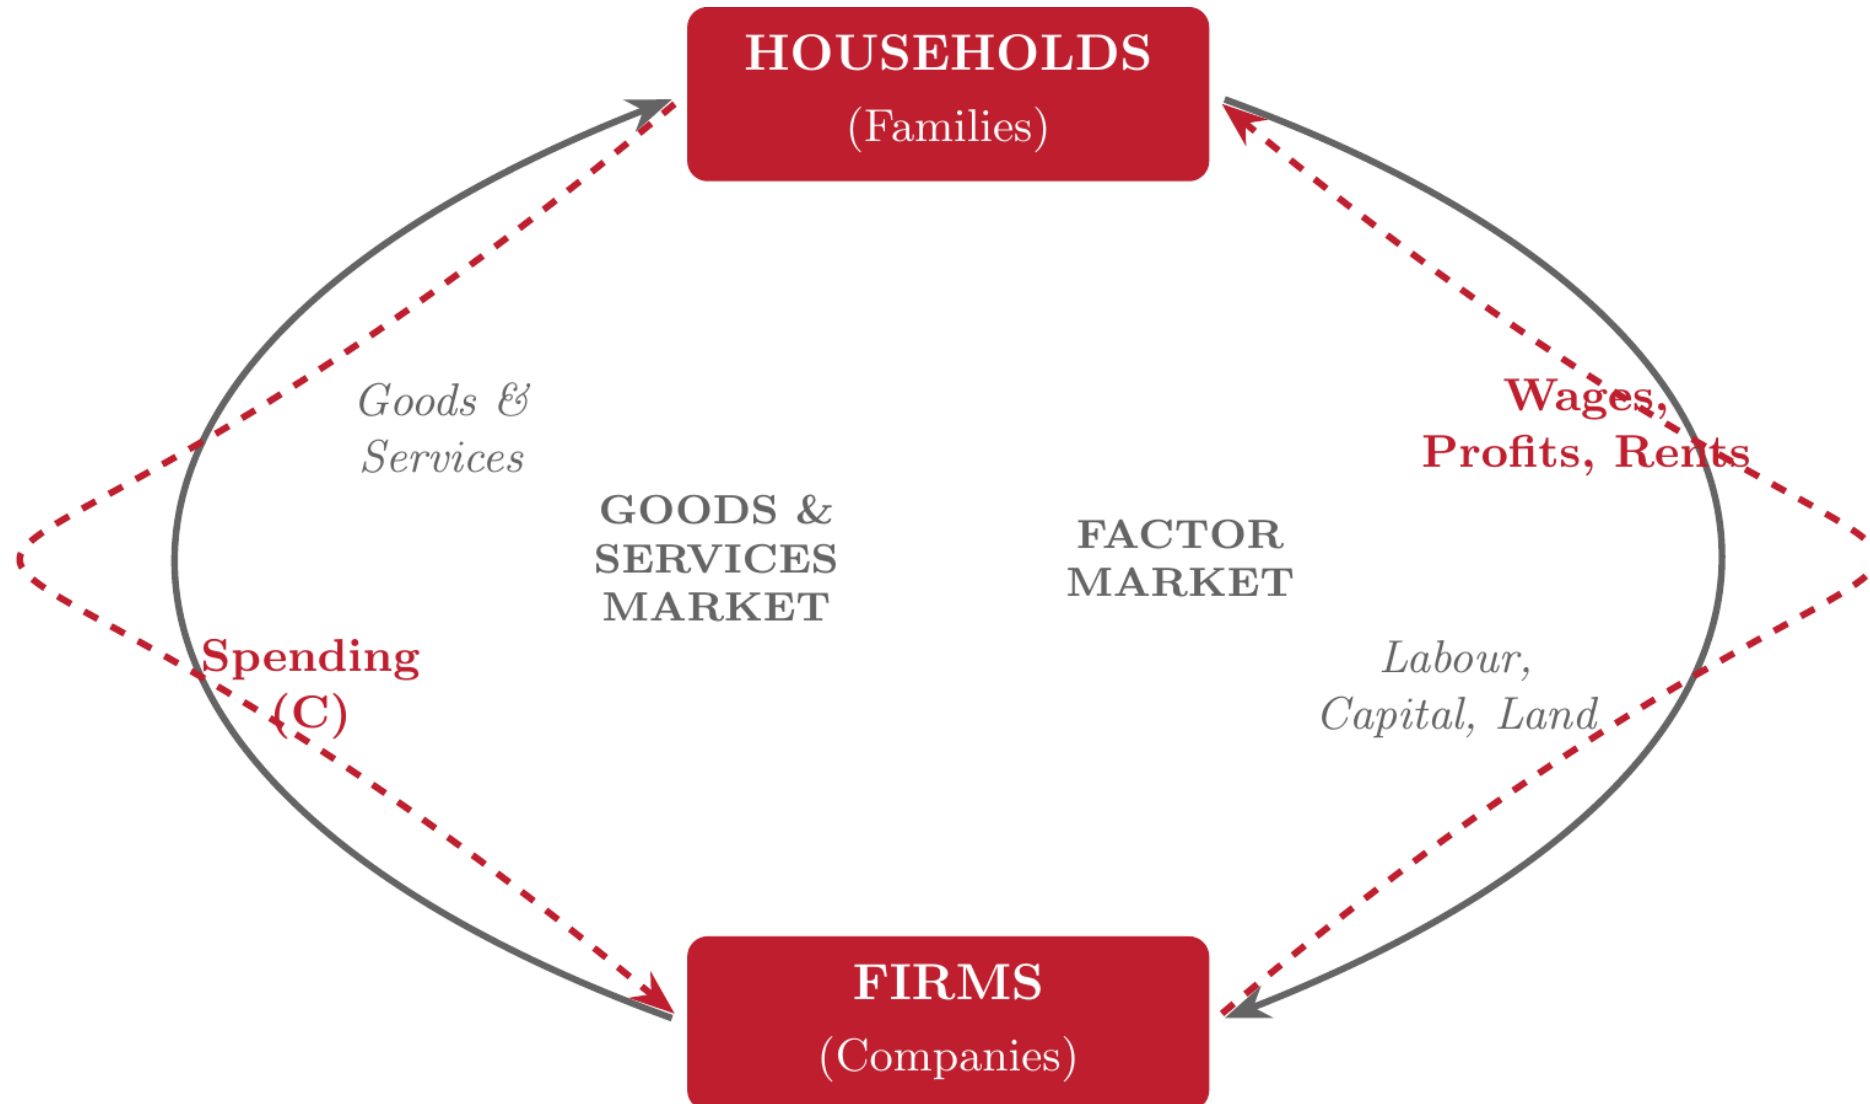 HOUSEHOLDS
(Families)
Goods &
Services
Wages,
Profits, Rents
GOODS &
SERVICES
MARKET
FACTOR
MARKET
Spending
(C)
Labour,
Capital, Land
FIRMS
(Companies)